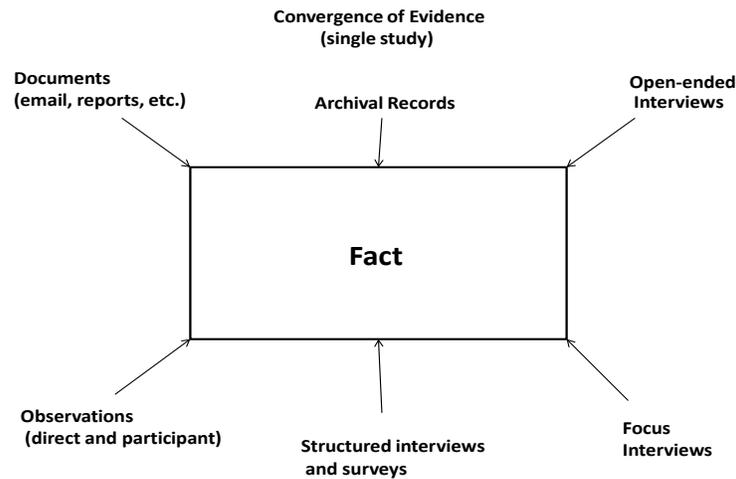 Convergence of Evidence
(single study)
Documents
(email, reports, etc.)
Archival Records
Open-ended
Interviews
Fact
Observations
(direct and participant)
Structured interviews
and surveys
Focus
Interviews